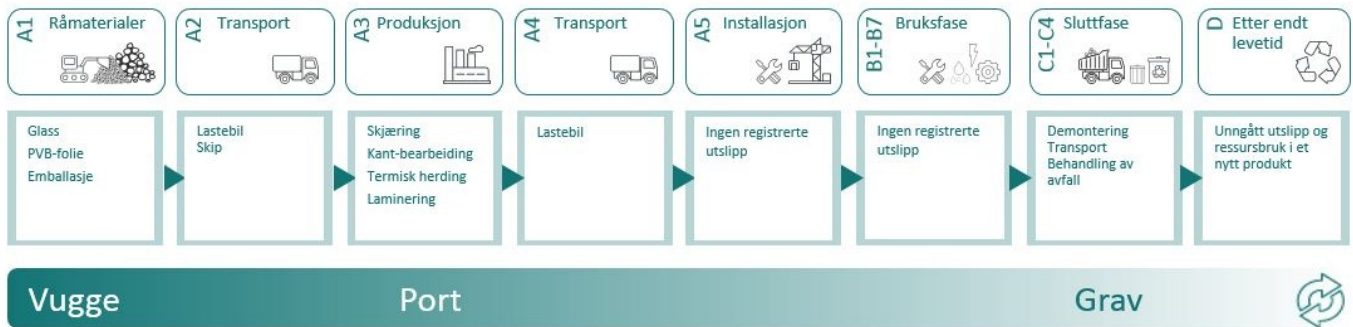 A1 Råmaterialer
A2 Transport
A3 Produksjon
A4 Transport
A5 Installasjon
B1-B7 Bruksfase
C1-C4 Sluttfase
D Etter endt
levetid
Glass
PVB-folie
Emballasje
Lastebil
Skip
Skjæring
Kant-bearbeiding
Termisk herding
Laminering
Lastebil
Ingen registrerte
utslipp
Ingen registrerte
utslipp
Demontering
Transport
Behandling av
avfall
Unngått utslipp og
ressursbruk i et
nytt produkt
Vugge
Port
Grav